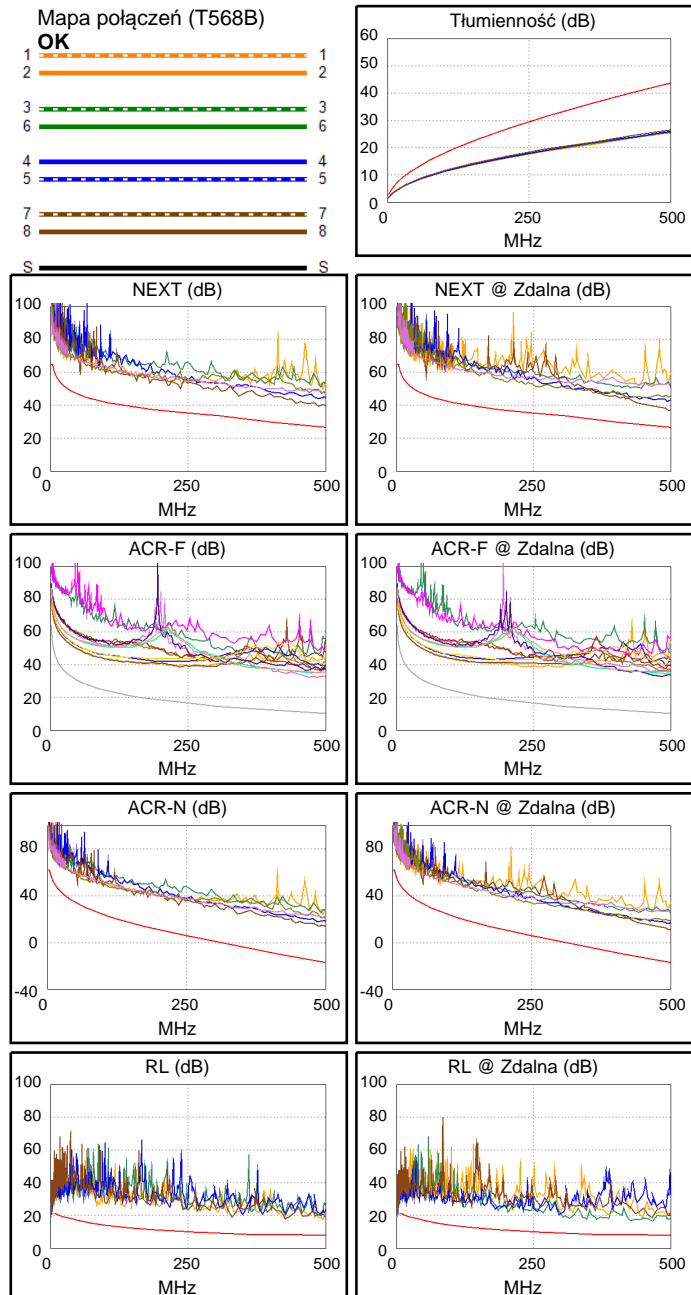 Mapa połączeń (T568B)
OK
1 1
2 2
3 3
6 6
4 4
5 5
7 7
8 8
S S
Tłumienność (dB)
60
50
40
30
20
10
0
0 250 500
MHz
NEXT (dB)
100
80
60
40
20
0
0 250 500
MHz
NEXT @ Zdalna (dB)
100
80
60
40
20
0
0 250 500
MHz
ACR-F (dB)
100
80
60
40
20
0
0 250 500
MHz
ACR-F @ Zdalna (dB)
100
80
60
40
20
0
0 250 500
MHz
ACR-N (dB)
80
40
0
-40
0 250 500
MHz
ACR-N @ Zdalna (dB)
80
40
0
-40
0 250 500
MHz
RL (dB)
100
80
60
40
20
0
0 250 500
MHz
RL @ Zdalna (dB)
100
80
60
40
20
0
0 250 500
MHz